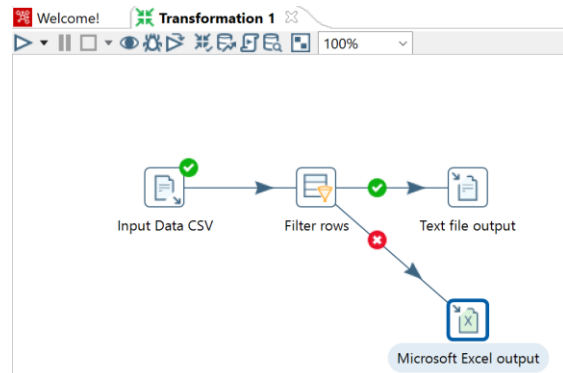 Welcome!
Transformation 1
100%
Input Data CSV
Filter rows
Text file output
X
Microsoft Excel output